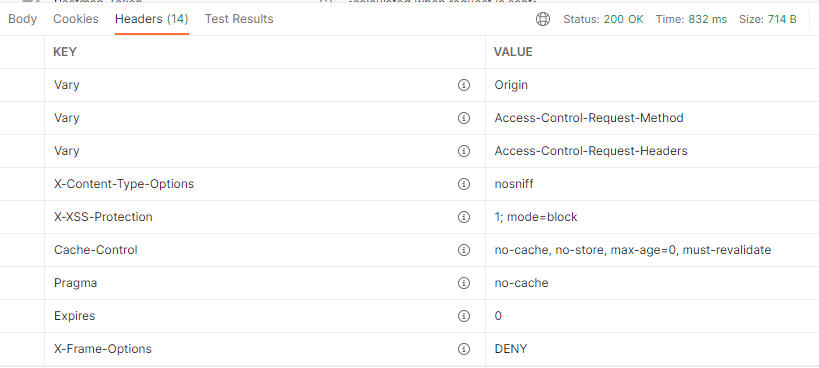 Body Cookies Headers (14) Test Results Status: 200 OK Time: 832 ms Size: 714 B
KEY VALUE
Vary Origin
Vary Access-Control-Request-Method
Vary Access-Control-Request-Headers
X-Content-Type-Options nosniff
X-XSS-Protection 1; mode=block
Cache-Control no-cache, no-store, max-age=0, must-revalidate
Pragma no-cache
Expires 0
X-Frame-Options DENY